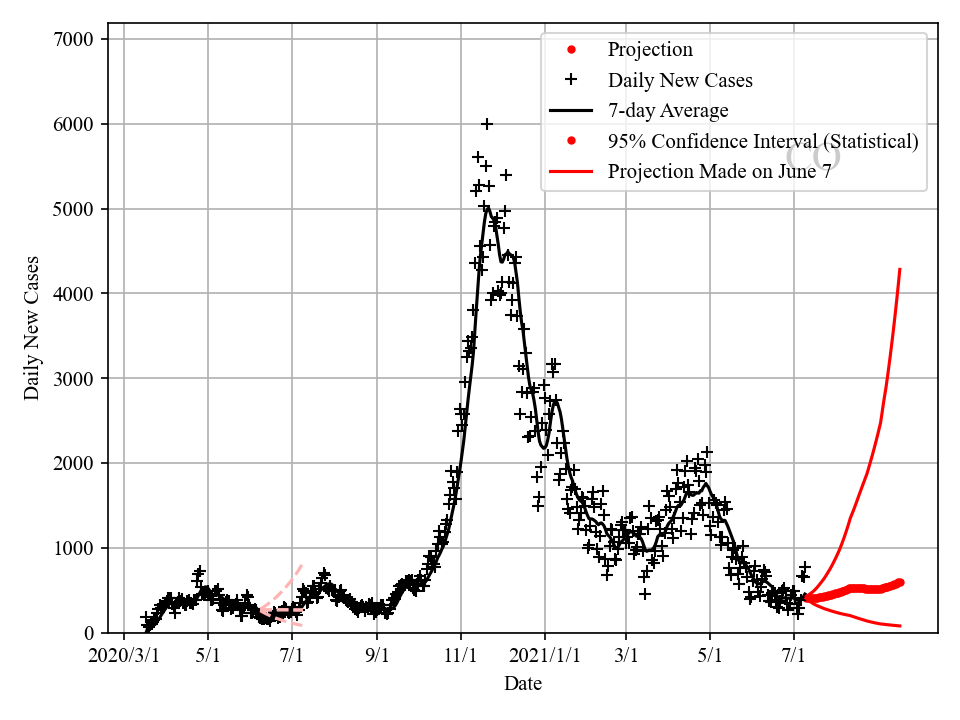 7000
6000
5000
4000
3000
2000
1000
0
Daily New Cases
Projection
Daily New Cases
7-day Average
95% Confidence Interval (Statistical)
CO
Projection Made on June 7
2020/3/1 5/1 7/1 9/1 11/1 2021/1/1 3/1 5/1 7/1
Date